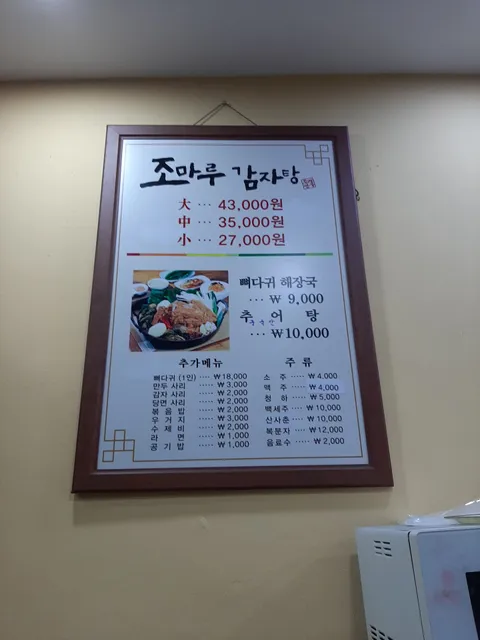 조마루 감자탕
大 ··· 43,000원
中 ··· 35,000원
小 ··· 27,000원
뼈다귀 해장국
··· ₩ 9,000
추 어 탕
··· ₩10,000
추가메뉴
뼈다귀 (1인) ···· ₩18,000
만두 사리 ····· ₩3,000
감자 사리 ····· ₩2,000
당면 사리 ····· ₩2,000
볶 음 밥 ····· ₩2,000
우 거 지 ····· ₩3,000
수 제 비 ····· ₩2,000
라 면 ····· ₩1,000
공 기 밥 ····· ₩1,000
주 류
소 주 ····· ₩4,000
맥 주 ····· ₩4,000
청 하 ····· ₩5,000
백세주 ···· ₩10,000
산사춘 ···· ₩10,000
복분자 ···· ₩12,000
음료수 ···· ₩2,000